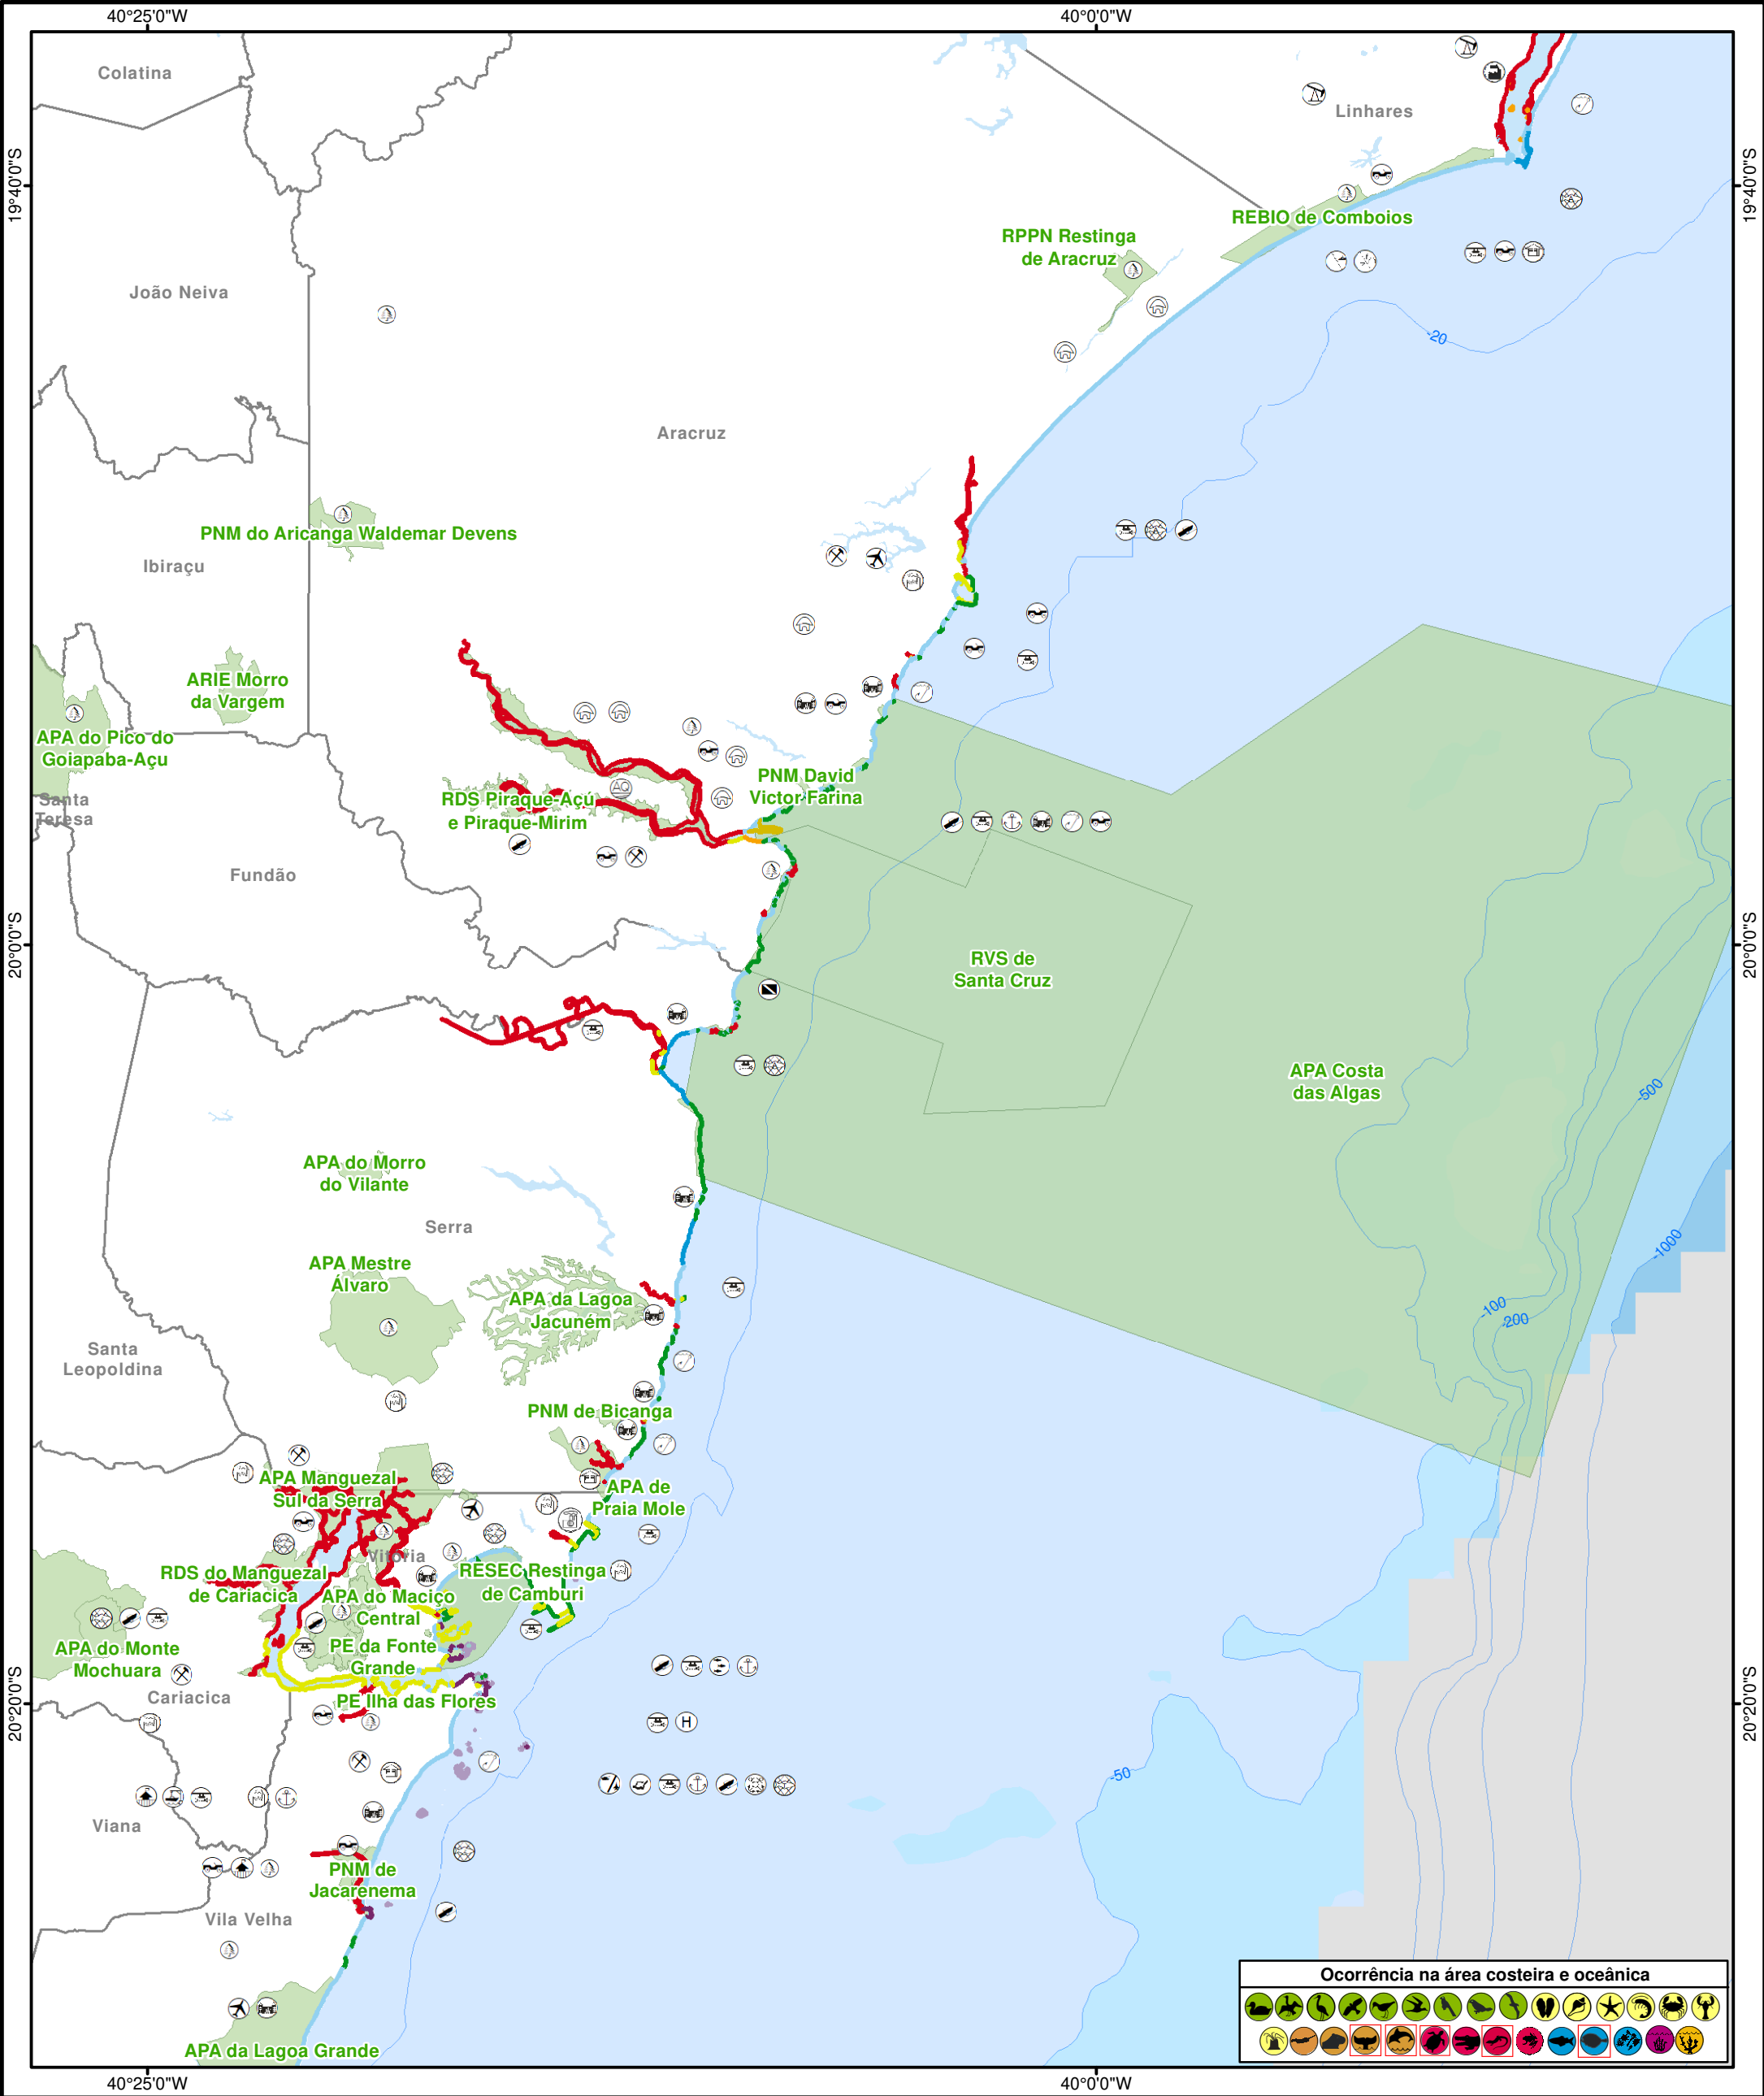 40°25'0"W
40°0'0"W
Colatina
Linhares
19°40'0"S
19°40'0"S
REBIO de Comboios
RPPN Restinga
de Aracruz
João Neiva
-20
Aracruz
PNM do Aricanga Waldemar Devens
Ibiraçu
ARIE Morro
da Vargem
APA do Pico do
Goiapaba-Açu
PNM David
Victor Farina
Santa
Teresa
RDS Piraque-Açú
e Piraque-Mirim
AQ
Fundão
20°0'0"S
20°0'0"S
RVS de
Santa Cruz
APA Costa
das Algas
-500
APA do Morro
do Vilante
Serra
-1000
APA Mestre
Álvaro
APA da Lagoa
Jacuném
-100
-200
Santa
Leopoldina
PNM de Bicanga
APA Manguezal
Sul da Serra
APA de
Praia Mole
Vitória
RDS do Manguezal
de Cariacica
RESEC Restinga
de Camburi
APA do Maciço
Central
APA do Monte
Mochuara
PE da Fonte
Grande
Cariacica
PE Ilha das Flores
20°20'0"S
20°20'0"S
H
-50
Viana
PNM de
Jacarenema
Vila Velha
Ocorrência na área costeira e oceânica
APA da Lagoa Grande
40°25'0"W
40°0'0"W